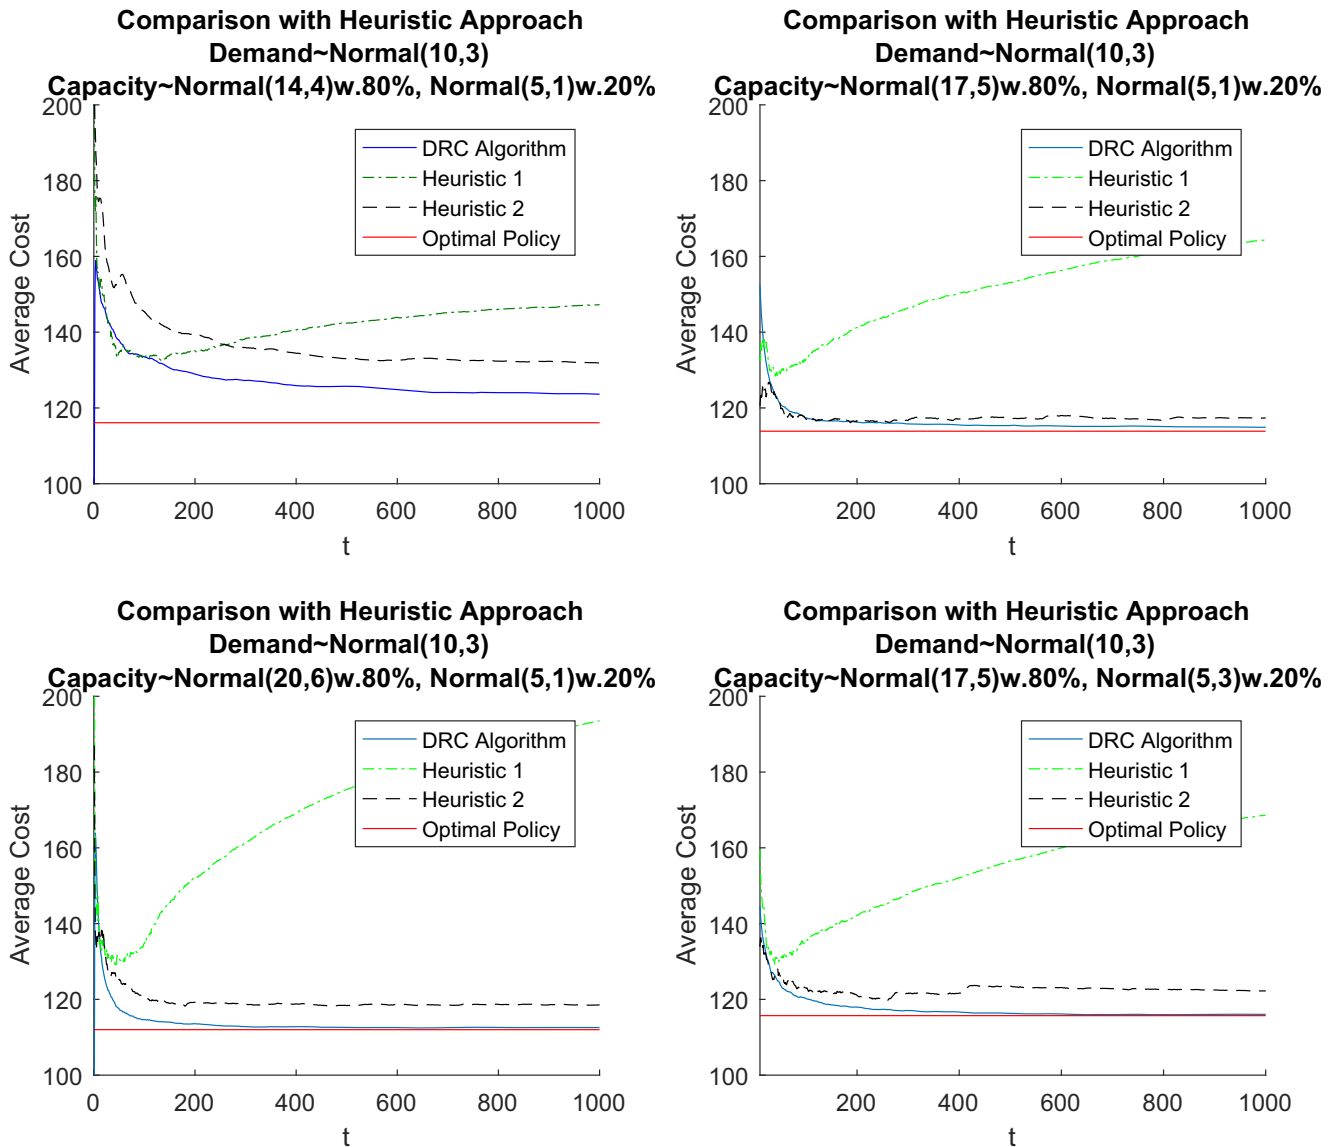 Comparison with Heuristic Approach
Demand~Normal(10,3)
Capacity~Normal(14,4)w.80%, Normal(5,1)w.20%
200
180
160
140
120
100
Average Cost
DRC Algorithm
Heuristic 1
Heuristic 2
Optimal Policy
0 200 400 600 800 1000
t
Comparison with Heuristic Approach
Demand~Normal(10,3)
Capacity~Normal(17,5)w.80%, Normal(5,1)w.20%
200
180
160
140
120
100
Average Cost
DRC Algorithm
Heuristic 1
Heuristic 2
Optimal Policy
200 400 600 800 1000
t
Comparison with Heuristic Approach
Demand~Normal(10,3)
Capacity~Normal(20,6)w.80%, Normal(5,1)w.20%
200
180
160
140
120
100
Average Cost
DRC Algorithm
Heuristic 1
Heuristic 2
Optimal Policy
0 200 400 600 800 1000
t
Comparison with Heuristic Approach
Demand~Normal(10,3)
Capacity~Normal(17,5)w.80%, Normal(5,3)w.20%
200
180
160
140
120
100
Average Cost
DRC Algorithm
Heuristic 1
Heuristic 2
Optimal Policy
200 400 600 800 1000
t